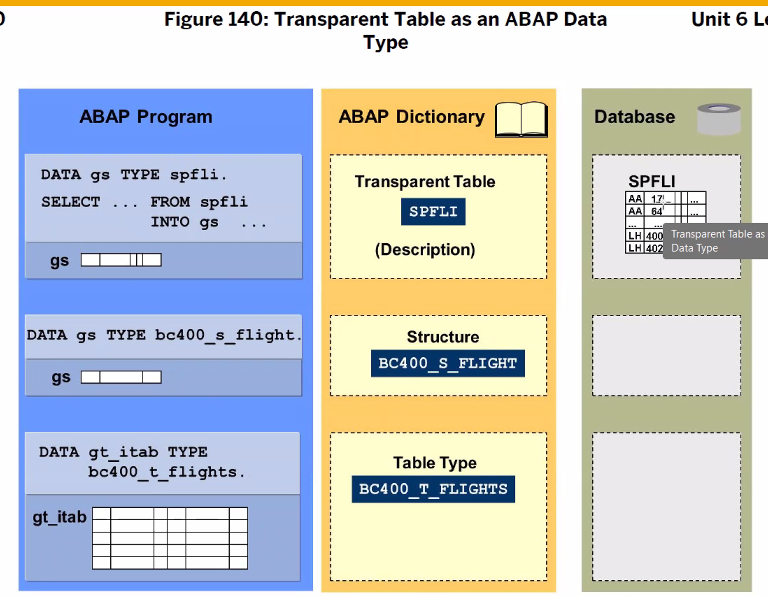 Figure 140: Transparent Table as an ABAP Data
Type
Unit 6
ABAP Program
DATA gs TYPE spfli.
SELECT ... FROM spfli
INTO gs ...
gs
DATA gs TYPE bc400_s_flight.
gs
DATA gt_itab TYPE
bc400_t_flights.
gt_itab
ABAP Dictionary
Transparent Table
SPFLI
(Description)
Structure
BC400_S_FLIGHT
Table Type
BC400_T_FLIGHTS
Database
SPFLI
AA 17 ...
AA 64 ...
... ...
LH 400
LH 402
Transparent Table as
Data Type